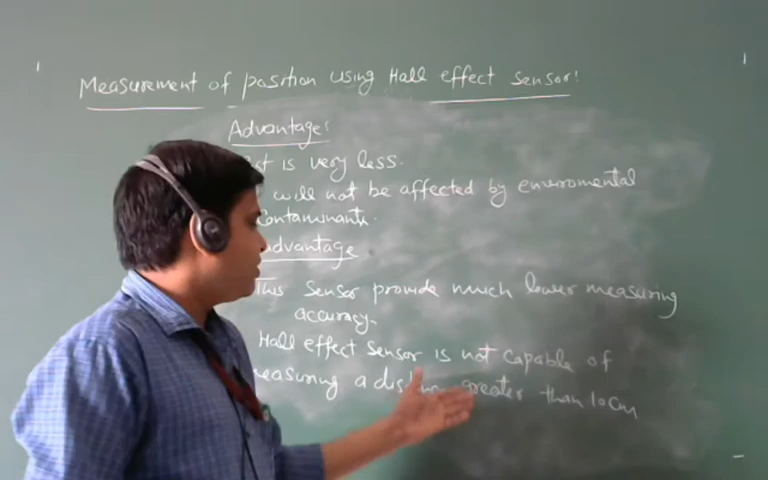 Measurement of position using Hall effect sensor:
Advantage:
st is very less.
will not be affected by enviromental
contaminants.
advantage
This sensor provide much lower measuring
accuracy.
Hall effect sensor is not capable of
easuring a greater than 10cm